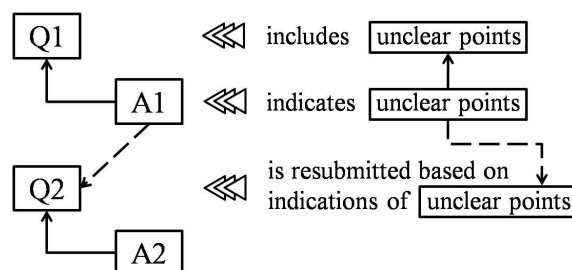 Q1 includes unclear points
A1 indicates unclear points
Q2 is resubmitted based on
indications of unclear points
A2